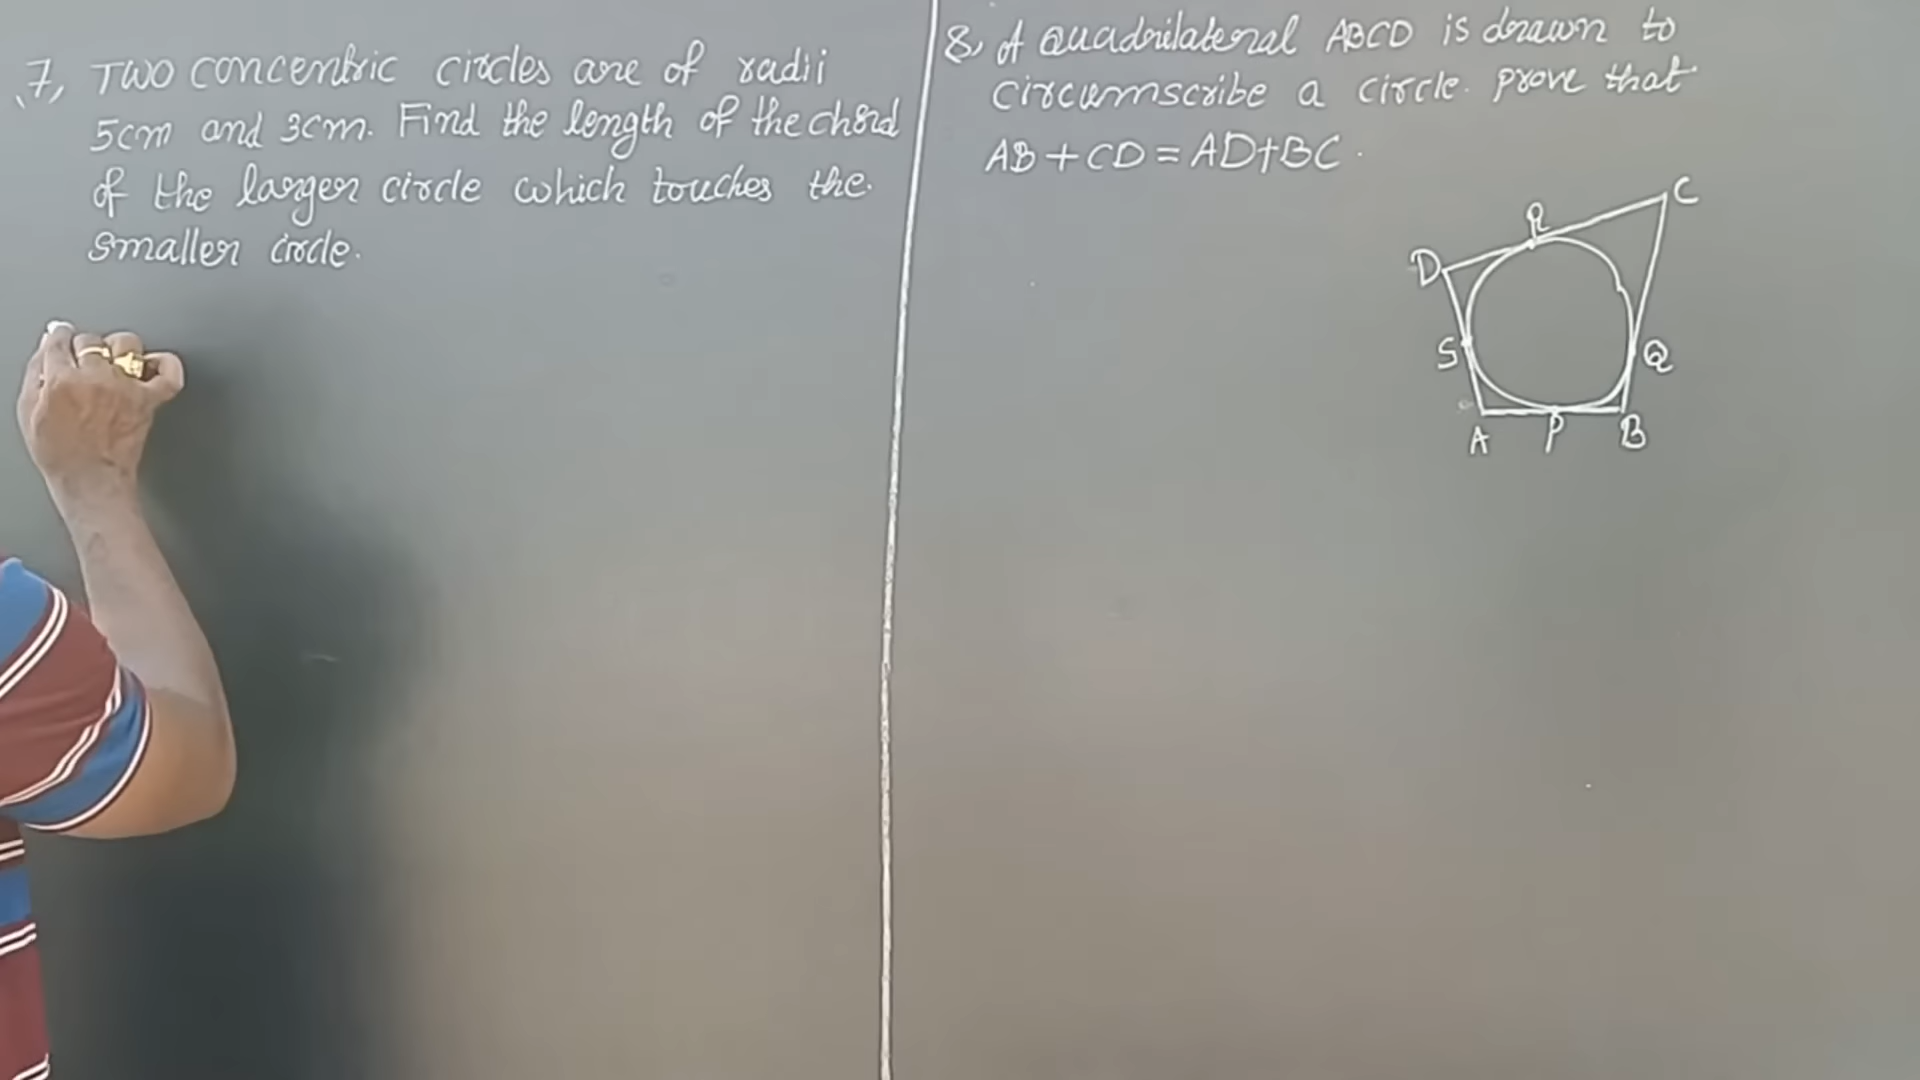 7, Two concentric circles are of radii
5cm and 3cm. Find the length of the chord
of the larger circle which touches the.
smaller circle.
8, A quadrilateral ABCD is drawn to
circumscribe a circle. prove that
AB+CD=AD+BC.
C
R
D
S
Q
A
P
B